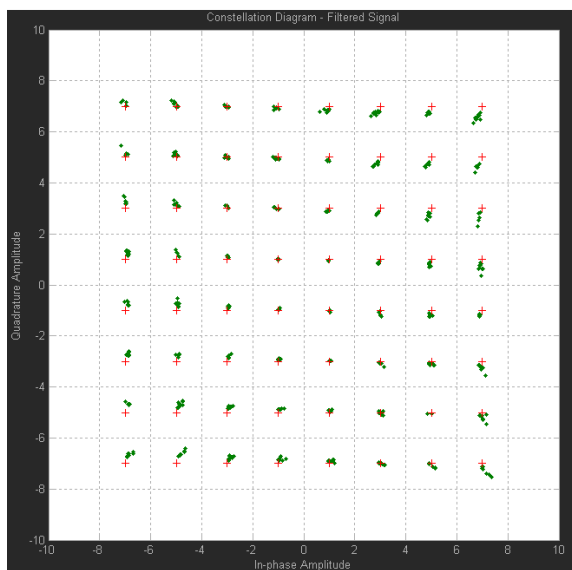 Constellation Diagram - Filtered Signal
10
8
6
4
2
0
-2
-4
-6
-8
-10
Quadrature Amplitude
-10 -8 -6 -4 -2 0 2 4 6 8 10
In-phase Amplitude